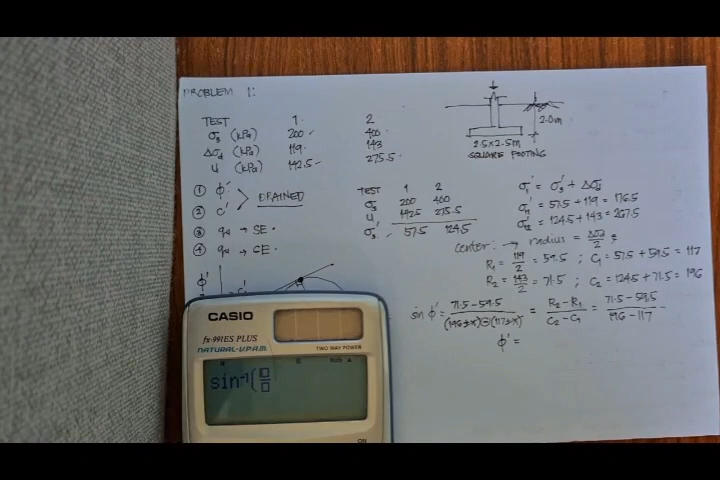 PROBLEM 1:
TEST 1 2
σ₃ (kPa) 200 400
Δσd (kPa) 119 143
u (kPa) 142.5 275.5
2.0m
2.5×2.5m
SQUARE FOOTING
① φ'
② c'
DRAINED
③ qu → SE
④ qu → CE
TEST 1 2
σ₃ 200 400
u 142.5 275.5
σ₃' 57.5 124.5
σ₁' = σ₃' + Δσd
σ₁₁' = 57.5 + 119 = 176.5
σ₁₂' = 124.5 + 143 = 267.5
center: → radius = Δσd/2
R₁ = 119/2 = 59.5 ; C₁ = 57.5 + 59.5 = 117
R₂ = 143/2 = 71.5 ; C₂ = 124.5 + 71.5 = 196
sin φ' = 71.5 - 59.5/(196+x) - (117+x) = R₂ - R₁/C₂ - C₁ = 71.5 - 59.5/196 - 117
φ' =
φ'
c'
CASIO
fx-991ES PLUS
NATURAL-V.P.A.M.
TWO WAY POWER
Math ▲
sin⁻¹(
ON